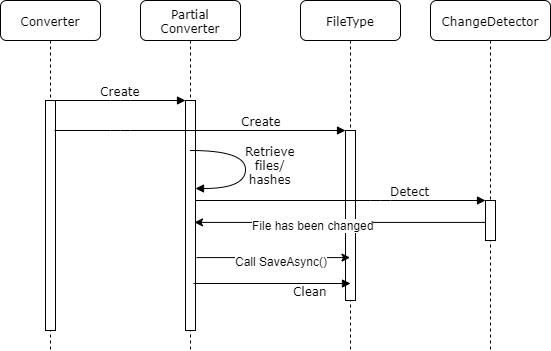 Converter
Partial
Converter
FileType
ChangeDetector
Create
Create
Retrieve
files/
hashes
Detect
File has been changed
Call SaveAsync()
Clean